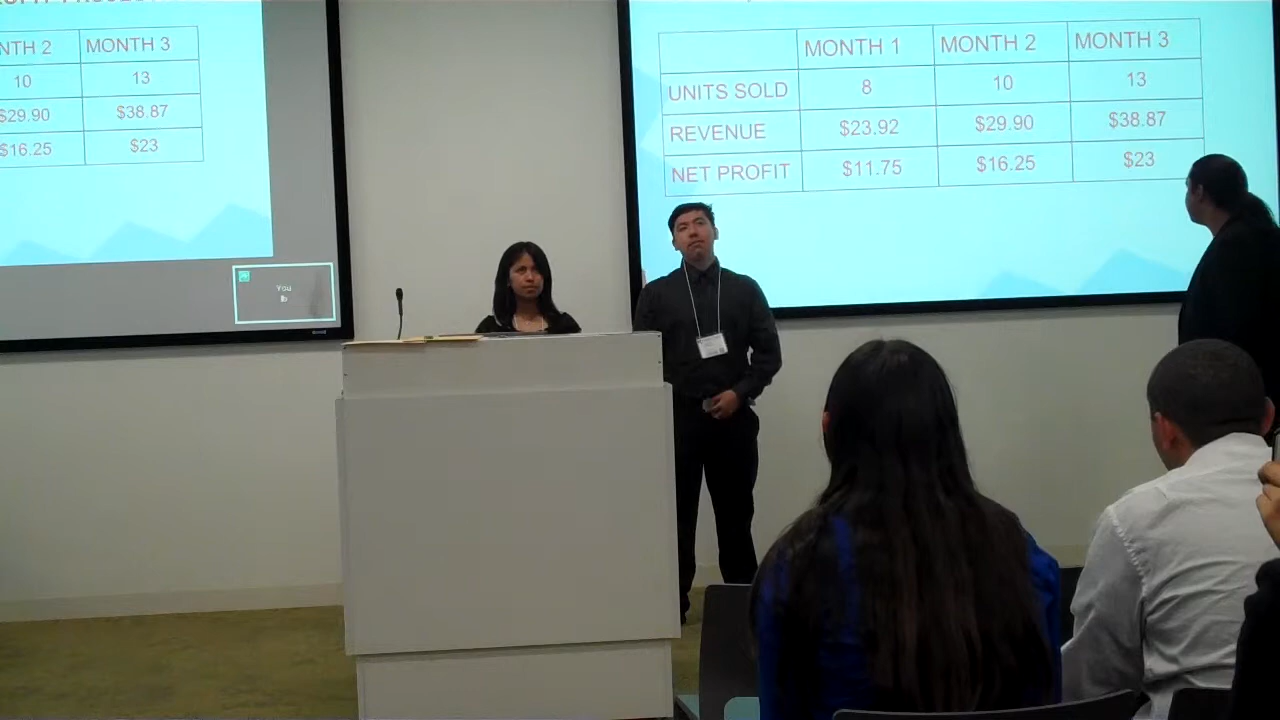 NTH 2 MONTH 3
10 13
$29.90 $38.87
$16.25 $23
You
MONTH 1 MONTH 2 MONTH 3
UNITS SOLD 8 10 13
REVENUE $23.92 $29.90 $38.87
NET PROFIT $11.75 $16.25 $23